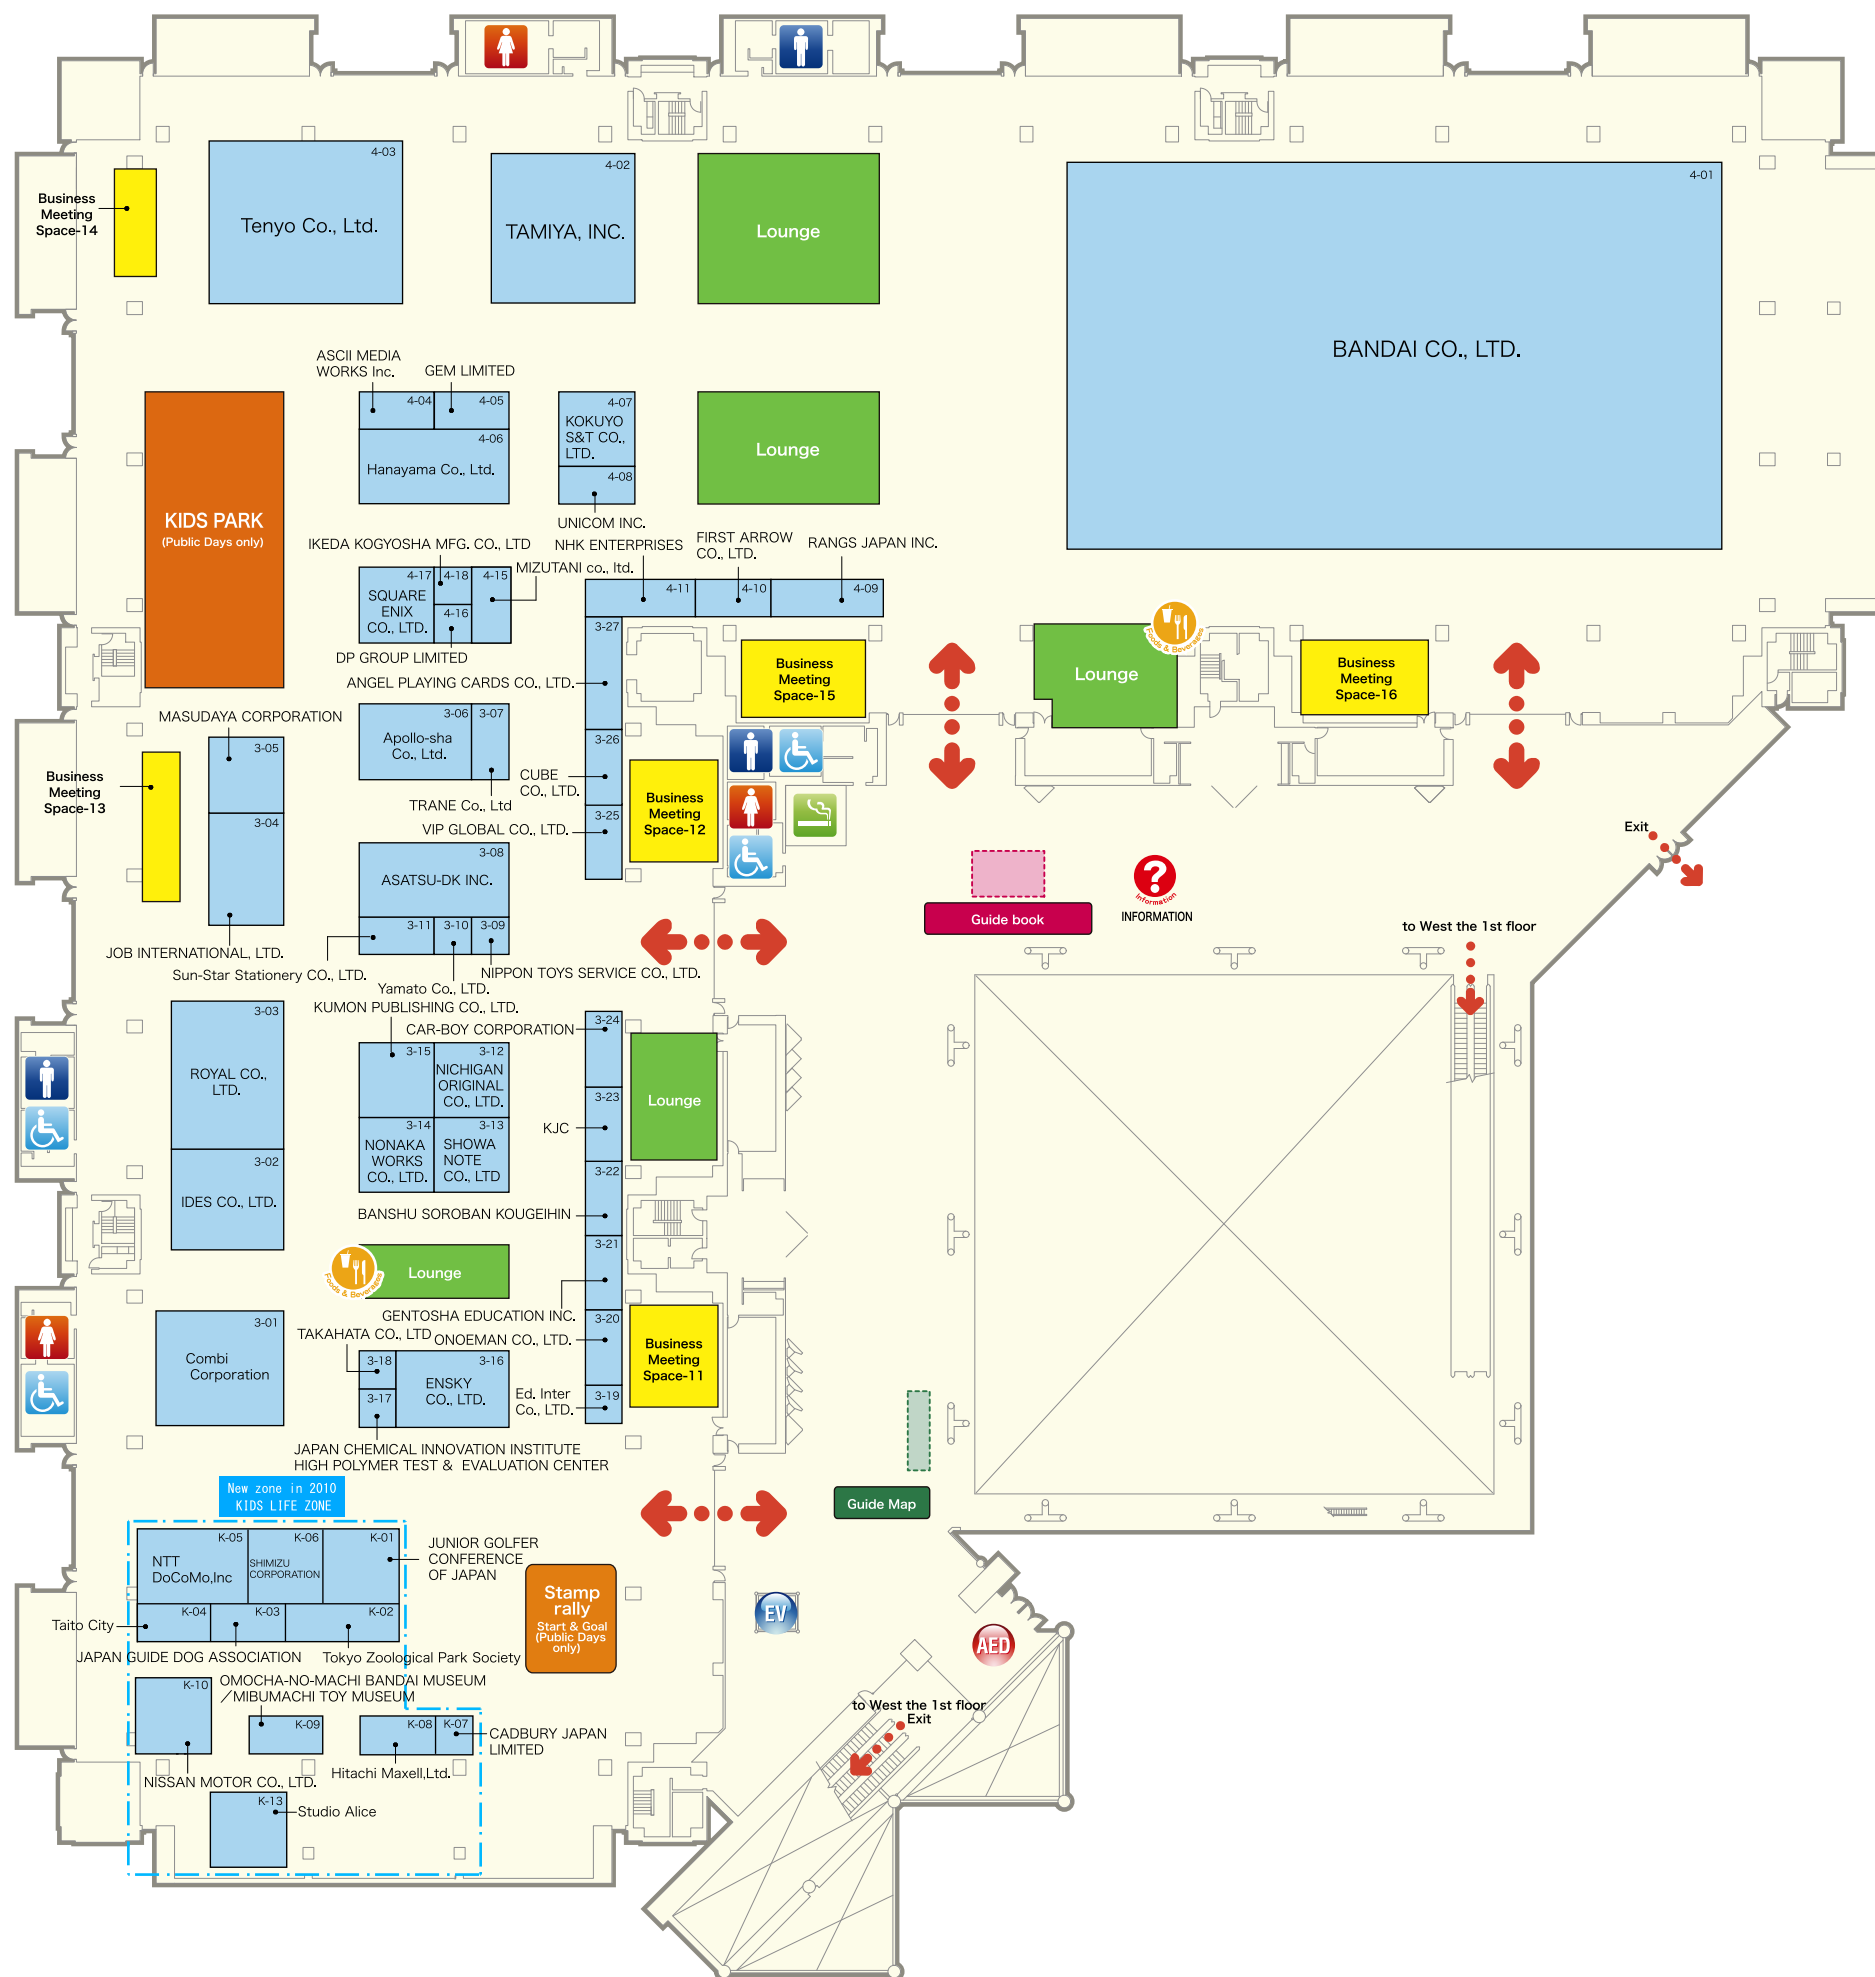 4-03
Tenyo Co., Ltd.
4-02
TAMIYA, INC.
Lounge
4-01
BANDAI CO., LTD.
Business
Meeting
Space-14
ASCII MEDIA
WORKS Inc.
GEM LIMITED
4-04
4-05
4-06
Hanayama Co., Ltd.
4-07
KOKUYO
S&T CO.,
LTD.
4-08
UNICOM INC.
Lounge
KIDS PARK
(Public Days only)
IKEDA KOGYOSHA MFG. CO., LTD
MIZUTANI co., ltd.
4-17
SQUARE
ENIX
CO., LTD.
4-18
4-16
4-15
DP GROUP LIMITED
NHK ENTERPRISES
FIRST ARROW
CO., LTD.
RANGS JAPAN INC.
4-11
4-10
4-09
3-27
ANGEL PLAYING CARDS CO., LTD.
Business
Meeting
Space-15
Lounge
Foods & Beverages
Business
Meeting
Space-16
MASUDAYA CORPORATION
3-05
3-04
JOB INTERNATIONAL, LTD.
Business
Meeting
Space-13
3-06
Apollo-sha
Co., Ltd.
3-07
TRANE Co., Ltd
3-26
CUBE
CO., LTD.
3-25
VIP GLOBAL CO., LTD.
Business
Meeting
Space-12
3-08
ASATSU-DK INC.
3-11
3-10
3-09
Sun-Star Stationery CO., LTD.
Yamato Co., LTD.
NIPPON TOYS SERVICE CO., LTD.
Guide book
Information
INFORMATION
Exit
to West the 1st floor
3-03
ROYAL CO.,
LTD.
3-02
IDES CO., LTD.
KUMON PUBLISHING CO., LTD.
CAR-BOY CORPORATION
3-24
3-15
3-12
NICHIGAN
ORIGINAL
CO., LTD.
3-14
NONAKA
WORKS
CO., LTD.
3-13
SHOWA
NOTE
CO., LTD
3-23
KJC
3-22
BANSHU SOROBAN KOUGEIHIN
Lounge
Foods & Beverages
Lounge
3-21
GENTOSHA EDUCATION INC.
3-01
Combi
Corporation
TAKAHATA CO., LTD
ONOEMAN CO., LTD.
3-20
3-18
3-17
3-16
ENSKY
CO., LTD.
Ed. Inter
Co., LTD.
3-19
Business
Meeting
Space-11
JAPAN CHEMICAL INNOVATION INSTITUTE
HIGH POLYMER TEST & EVALUATION CENTER
Guide Map
New zone in 2010
KIDS LIFE ZONE
K-05
NTT
DoCoMo,Inc
K-06
SHIMIZU
CORPORATION
K-01
JUNIOR GOLFER
CONFERENCE
OF JAPAN
K-04
K-03
K-02
Taito City
JAPAN GUIDE DOG ASSOCIATION
Tokyo Zoological Park Society
Stamp
rally
Start & Goal
(Public Days
only)
EV
AED
K-10
NISSAN MOTOR CO., LTD.
OMOCHA-NO-MACHI BANDAI MUSEUM
／MIBUMACHI TOY MUSEUM
K-09
K-08
K-07
CADBURY JAPAN
LIMITED
Hitachi Maxell,Ltd.
K-13
Studio Alice
to West the 1st floor
Exit